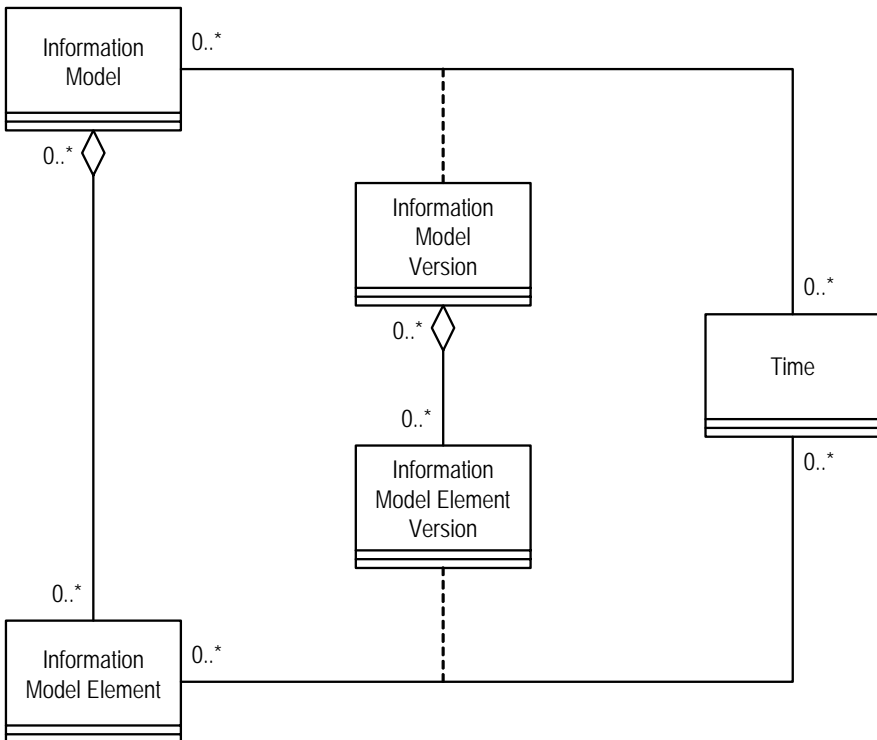 Information
Model
0..*
0..*
Information
Model
Version
0..*
0..*
Time
0..*
0..*
Information
Model Element
Version
0..*
0..*
Information
Model Element